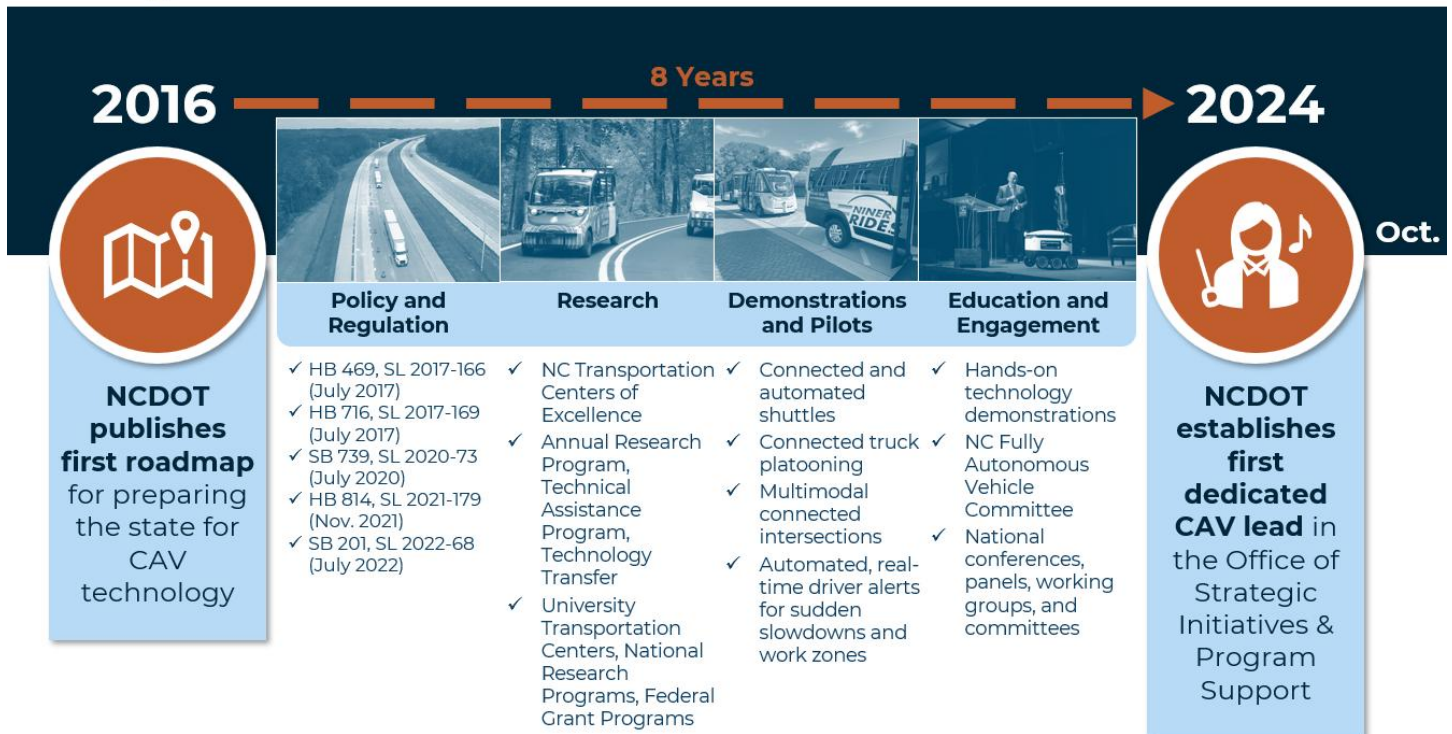 8 Years
2016
2024
Oct.
NINER
RIDES
NCDOT
publishes
first roadmap
for preparing
the state for
CAV
technology
Policy and
Regulation
✓ HB 469, SL 2017-166
(July 2017)
✓ HB 716, SL 2017-169
(July 2017)
✓ SB 739, SL 2020-73
(July 2020)
✓ HB 814, SL 2021-179
(Nov. 2021)
✓ SB 201, SL 2022-68
(July 2022)
Research
✓ NC Transportation
Centers of
Excellence
✓ Annual Research
Program,
Technical
Assistance
Program,
Technology
Transfer
✓ University
Transportation
Centers, National
Research
Programs, Federal
Grant Programs
Demonstrations
and Pilots
✓ Connected and
automated
shuttles
✓ Connected truck
platooning
✓ Multimodal
connected
intersections
✓ Automated, real-
time driver alerts
for sudden
slowdowns and
work zones
Education and
Engagement
✓ Hands-on
technology
demonstrations
✓ NC Fully
Autonomous
Vehicle
Committee
✓ National
conferences,
panels, working
groups, and
committees
NCDOT
establishes
first
dedicated
CAV lead in
the Office of
Strategic
Initiatives &
Program
Support